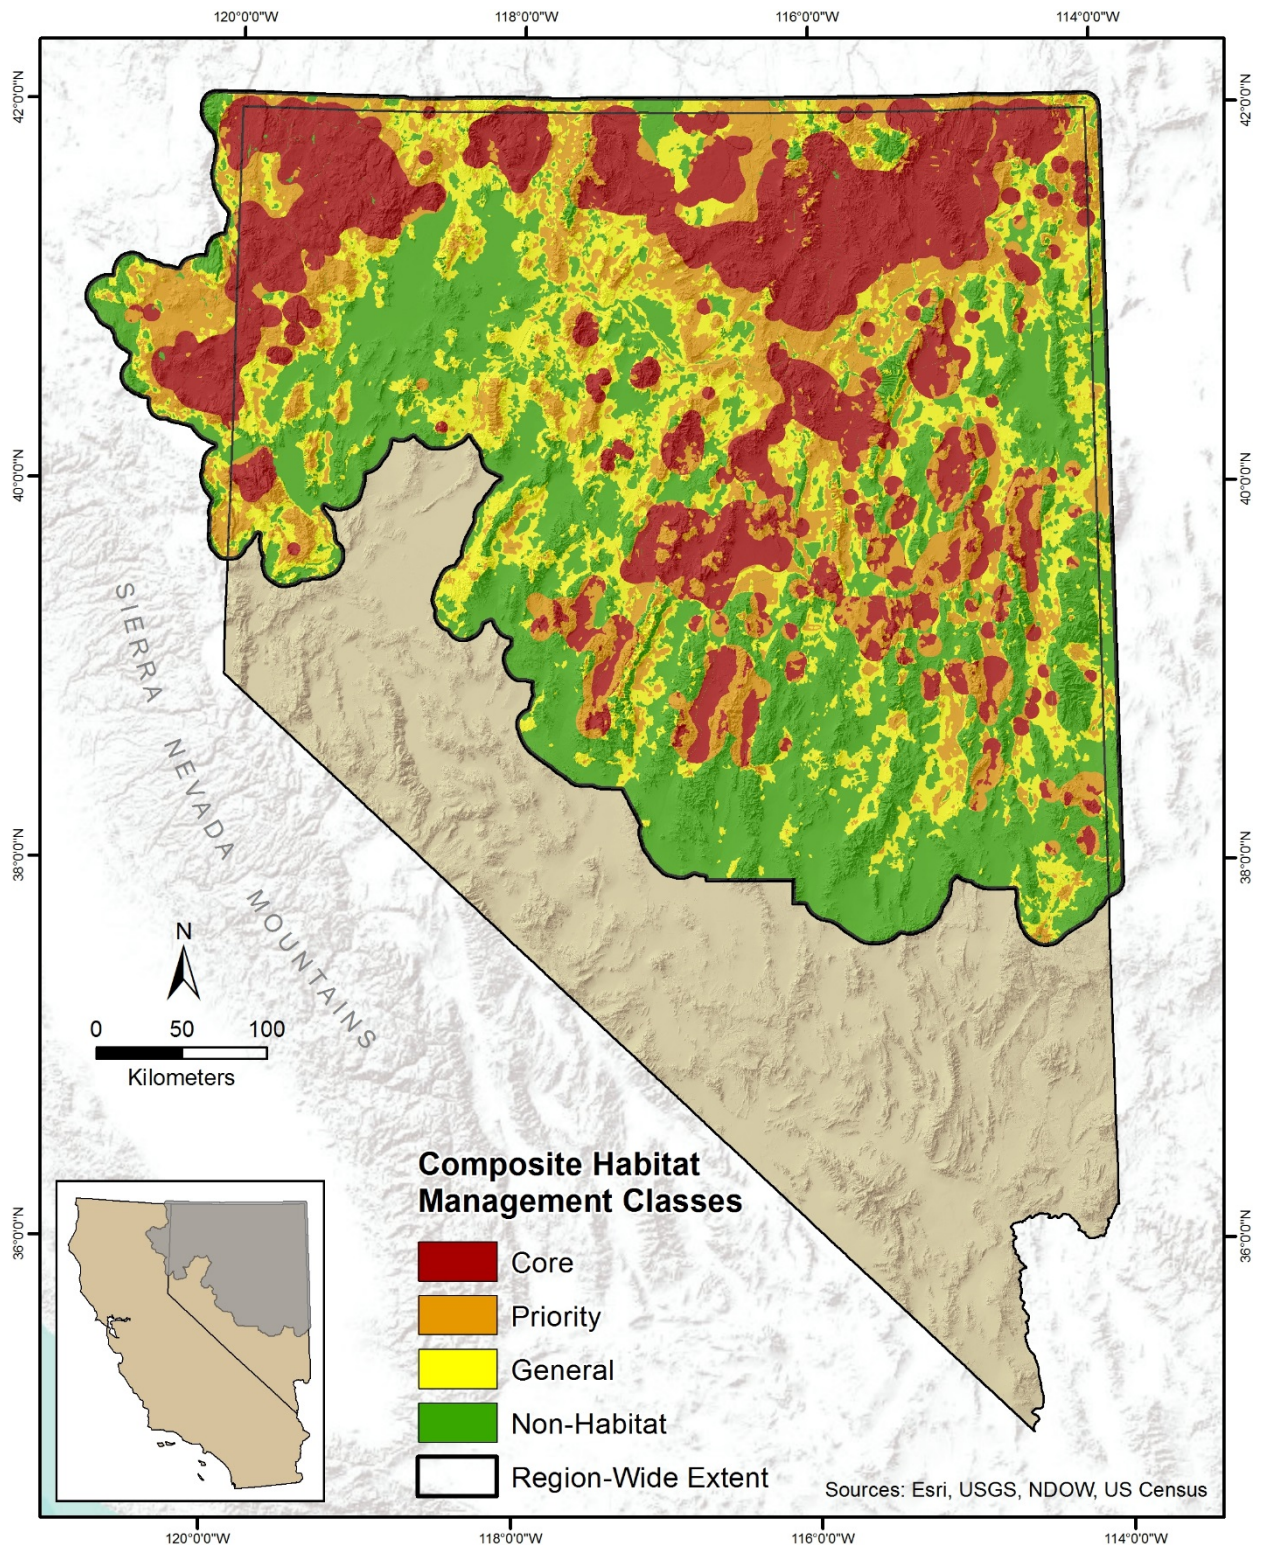 120°0'0"W
118°0'0"W
116°0'0"W
114°0'0"W
42°0'0"N
42°0'0"N
40°0'0"N
40°0'0"N
38°0'0"N
38°0'0"N
36°0'0"N
36°0'0"N
SIERRA
NEVADA
MOUNTAINS
N
0 50 100
Kilometers
Composite Habitat
Management Classes
Core
Priority
General
Non-Habitat
Region-Wide Extent
Sources: Esri, USGS, NDOW, US Census
120°0'0"W
118°0'0"W
116°0'0"W
114°0'0"W